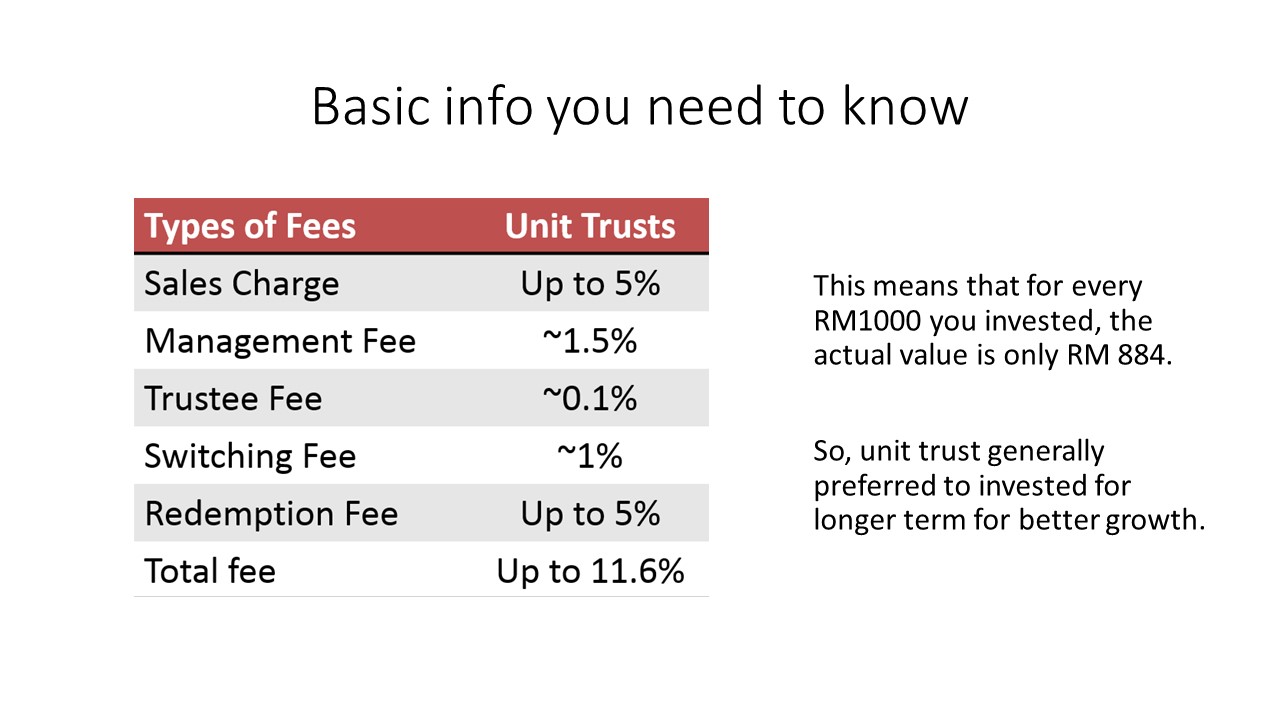 Basic info you need to know
Types of Fees Unit Trusts
Sales Charge Up to 5%
Management Fee ~1.5%
Trustee Fee ~0.1%
Switching Fee ~1%
Redemption Fee Up to 5%
Total fee Up to 11.6%
This means that for every
RM1000 you invested, the
actual value is only RM 884.
So, unit trust generally
preferred to invested for
longer term for better growth.